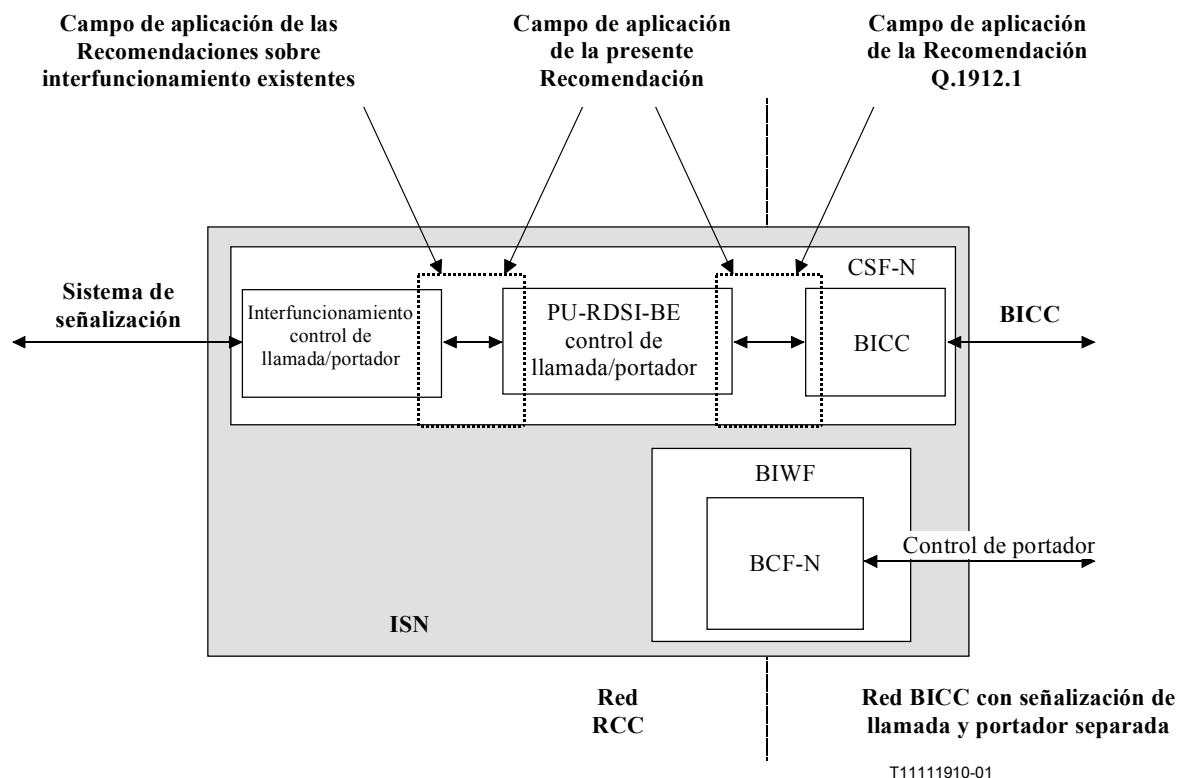 Campo de aplicación de las
Recomendaciones sobre
interfuncionamiento existentes
Campo de aplicación
de la presente
Recomendación
Campo de aplicación
de la Recomendación
Q.1912.1
CSF-N
Sistema de
señalización
Interfuncionamiento
control de
llamada/portador
PU-RDSI-BE
control de
llamada/portador
BICC
BICC
BIWF
BCF-N
Control de portador
ISN
Red
RCC
Red BICC con señalización de
llamada y portador separada
T11111910-01